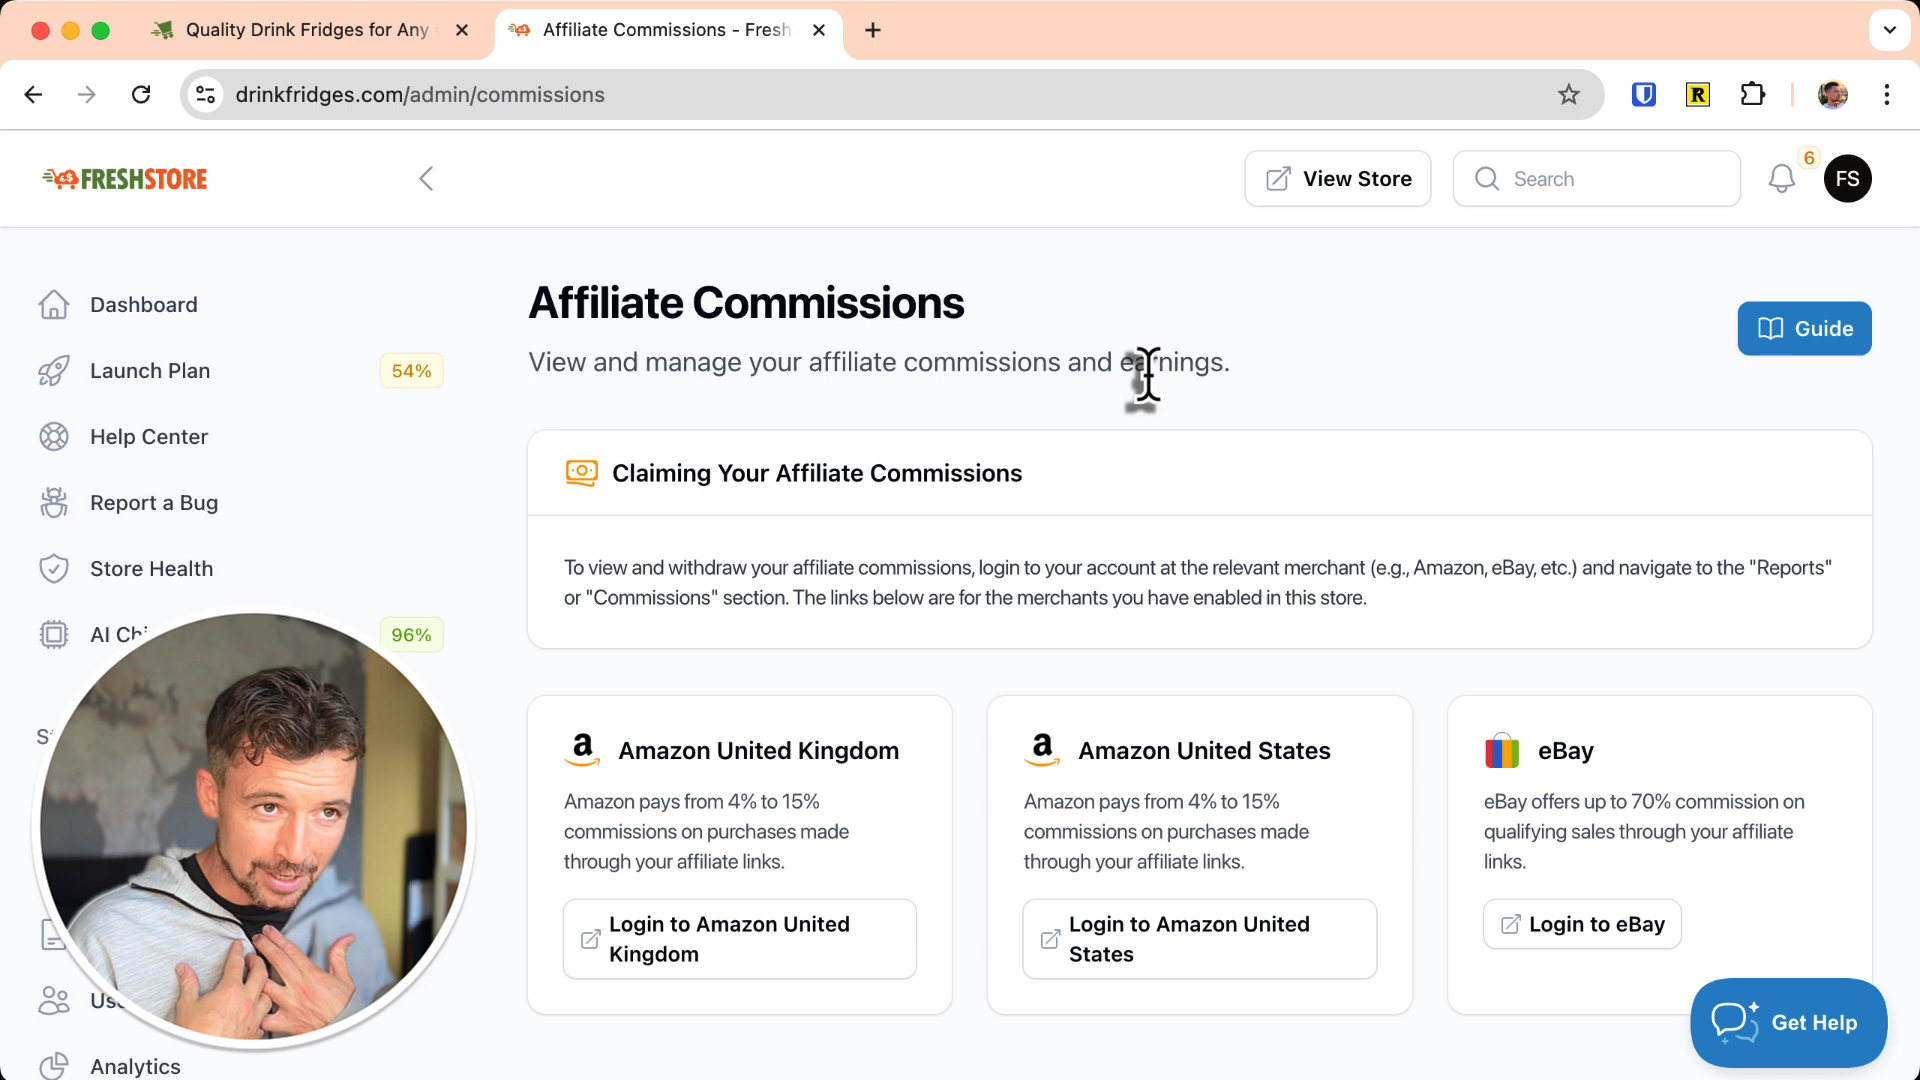 Quality Drink Fridges for Any
Affiliate Commissions - Fresh
drinkfridges.com/admin/commissions
R
FRESHSTORE
View Store
Search
6
FS
Dashboard
Launch Plan
54%
Help Center
Report a Bug
Store Health
AI Chi
96%
Analytics
Affiliate Commissions
Guide
View and manage your affiliate commissions and earnings.
Claiming Your Affiliate Commissions
To view and withdraw your affiliate commissions, login to your account at the relevant merchant (e.g., Amazon, eBay, etc.) and navigate to the "Reports"
or "Commissions" section. The links below are for the merchants you have enabled in this store.
a
Amazon United Kingdom
Amazon pays from 4% to 15%
commissions on purchases made
through your affiliate links.
Login to Amazon United
Kingdom
a
Amazon United States
Amazon pays from 4% to 15%
commissions on purchases made
through your affiliate links.
Login to Amazon United
States
eBay
eBay offers up to 70% commission on
qualifying sales through your affiliate
links.
Login to eBay
Get Help